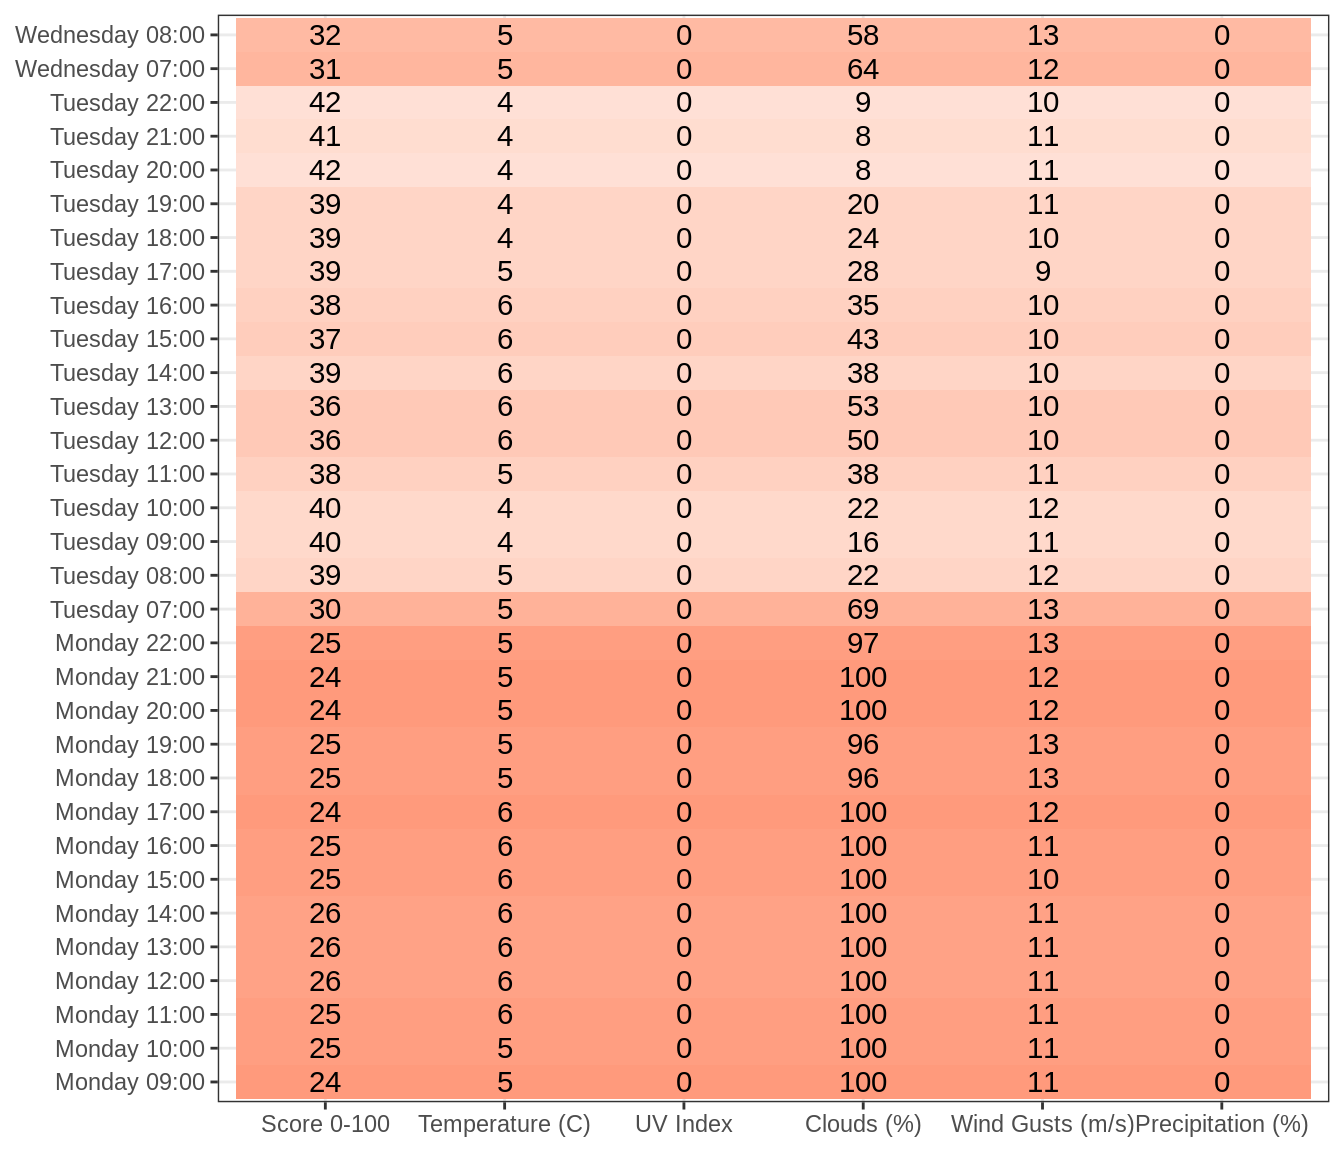 Wednesday 08:00 32 5 0 58 13 0
Wednesday 07:00 31 5 0 64 12 0
Tuesday 22:00 42 4 0 9 10 0
Tuesday 21:00 41 4 0 8 11 0
Tuesday 20:00 42 4 0 8 11 0
Tuesday 19:00 39 4 0 20 11 0
Tuesday 18:00 39 4 0 24 10 0
Tuesday 17:00 39 5 0 28 9 0
Tuesday 16:00 38 6 0 35 10 0
Tuesday 15:00 37 6 0 43 10 0
Tuesday 14:00 39 6 0 38 10 0
Tuesday 13:00 36 6 0 53 10 0
Tuesday 12:00 36 6 0 50 10 0
Tuesday 11:00 38 5 0 38 11 0
Tuesday 10:00 40 4 0 22 12 0
Tuesday 09:00 40 4 0 16 11 0
Tuesday 08:00 39 5 0 22 12 0
Tuesday 07:00 30 5 0 69 13 0
Monday 22:00 25 5 0 97 13 0
Monday 21:00 24 5 0 100 12 0
Monday 20:00 24 5 0 100 12 0
Monday 19:00 25 5 0 96 13 0
Monday 18:00 25 5 0 96 13 0
Monday 17:00 24 6 0 100 12 0
Monday 16:00 25 6 0 100 11 0
Monday 15:00 25 6 0 100 10 0
Monday 14:00 26 6 0 100 11 0
Monday 13:00 26 6 0 100 11 0
Monday 12:00 26 6 0 100 11 0
Monday 11:00 25 6 0 100 11 0
Monday 10:00 25 5 0 100 11 0
Monday 09:00 24 5 0 100 11 0
Score 0-100 Temperature (C) UV Index Clouds (%) Wind Gusts (m/s) Precipitation (%)